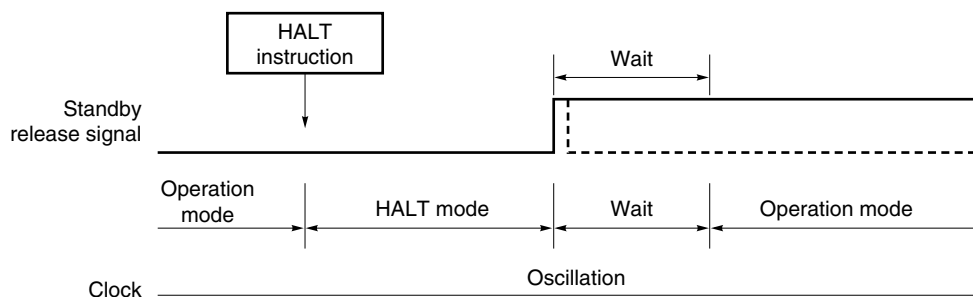 HALT
instruction
Wait
Standby
release signal
Operation
mode
HALT mode
Wait
Operation mode
Oscillation
Clock